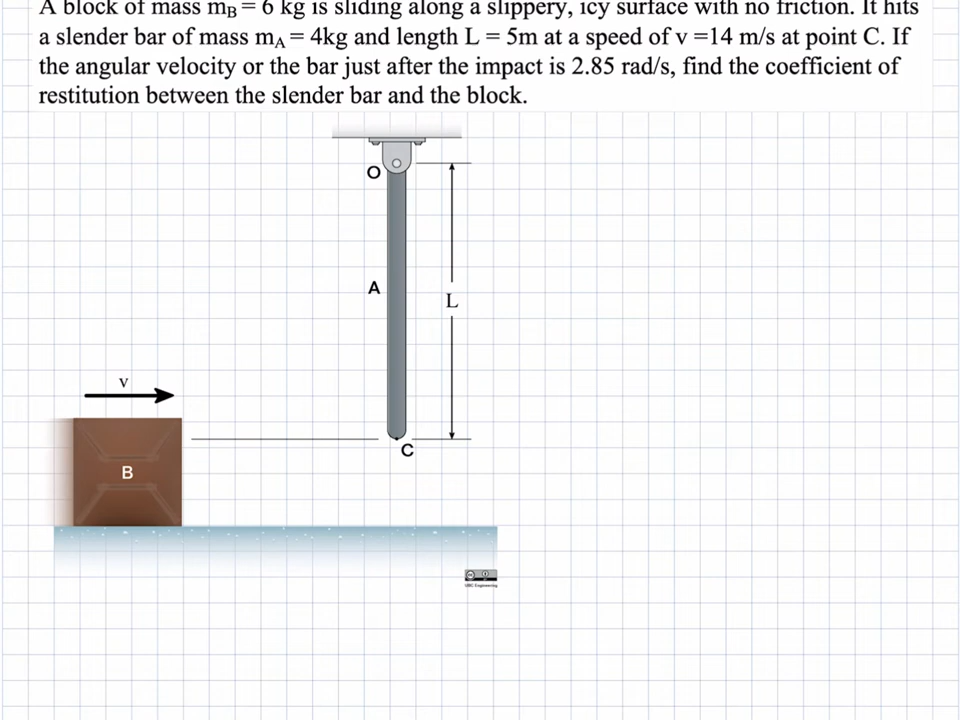 A block of mass mB = 6 kg is sliding along a slippery, icy surface with no friction. It hits
a slender bar of mass mA = 4kg and length L = 5m at a speed of v =14 m/s at point C. If
the angular velocity or the bar just after the impact is 2.85 rad/s, find the coefficient of
restitution between the slender bar and the block.
O
A
L
v
C
B
UBC Engineering